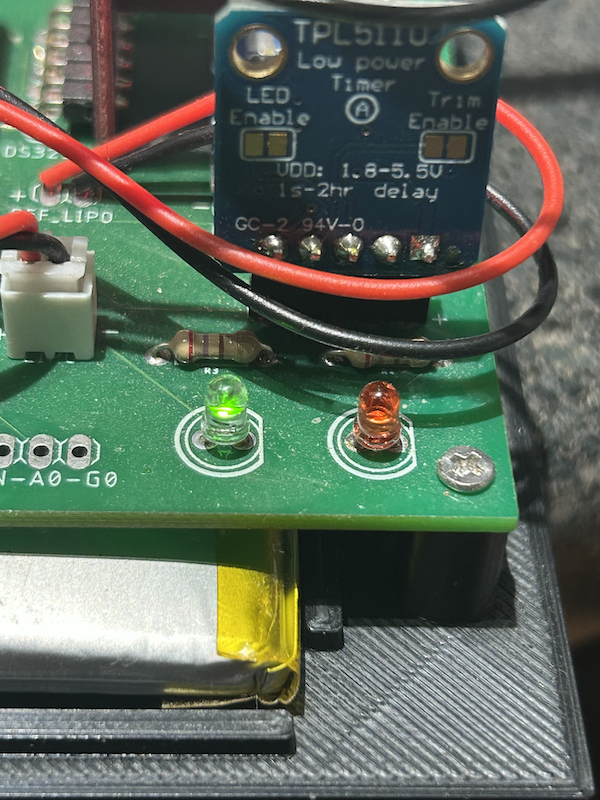 TPL5110
Low power
Timer
A
LED
Enable
Trim
Enable
VDD: 1.8-5.5V
1s-2hr delay
GC-2 94V-0
DS32
+
-
-
+
R3
-A0-G0